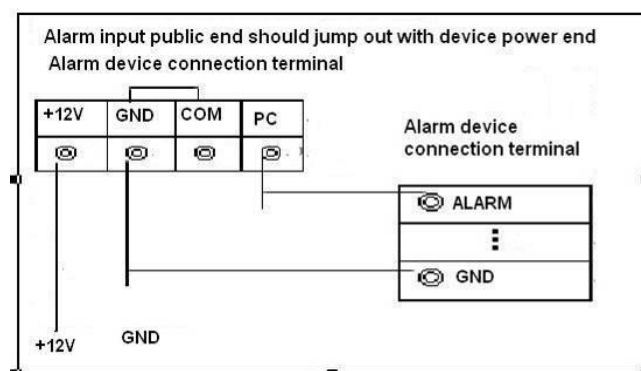 Alarm input public end should jump out with device power end
Alarm device connection terminal
+12V GND COM PC
Alarm device
connection terminal
ALARM
GND
+12V GND